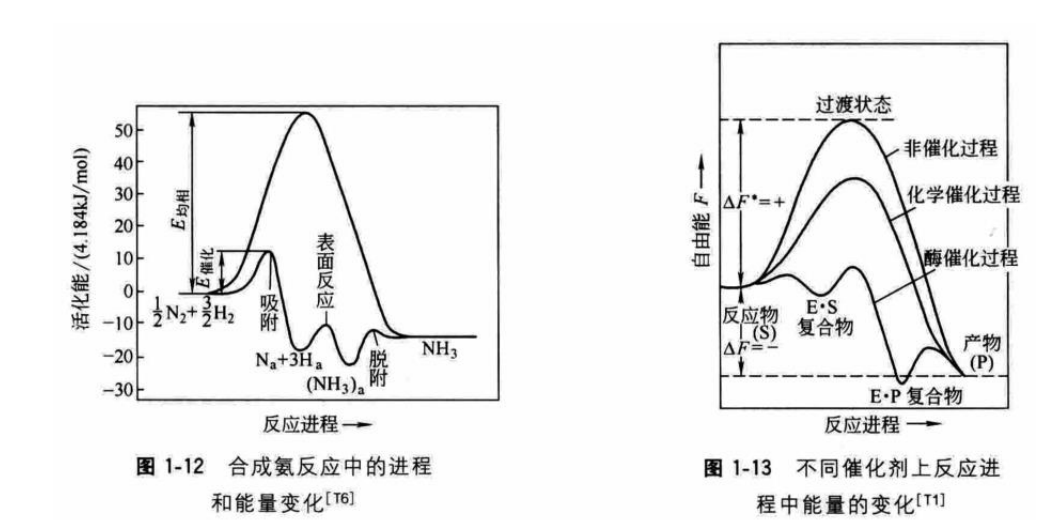 50
40
30
20
10
0
−10
−20
−30
活化能/(4.184kJ/mol)
E均相
E催化
1/2 N₂+ 3/2 H₂
吸附
表面反应
Nₐ+3Hₐ
(NH₃)ₐ
脱附
NH₃
反应进程
图 1-12 合成氨反应中的进程
和能量变化[T6]
自由能 F
过渡状态
非催化过程
化学催化过程
酶催化过程
ΔF*=+
反应物
(S)
ΔF=−
E·S
复合物
产物
(P)
E·P 复合物
反应进程
图 1-13 不同催化剂上反应进
程中能量的变化[T1]